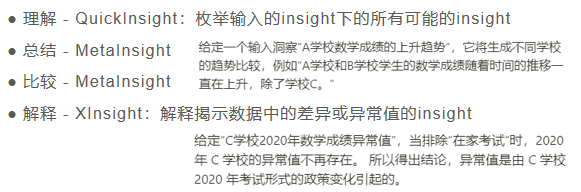 ● 理解 - QuickInsight：枚举输入的insight下的所有可能的insight
● 总结 - MetaInsight
给定一个输入洞察“A学校数学成绩的上升趋势”，它将生成不同学校
的趋势比较，例如“A学校和B学校学生的数学成绩随着时间的推移一
直在上升，除了学校C。”
● 比较 - MetaInsight
● 解释 - XInsight：解释揭示数据中的差异或异常值的insight
给定“C学校2020年数学成绩异常值”，当排除“在家考试”时，2020
年 C 学校的异常值不再存在。 所以得出结论，异常值是由 C 学校
2020 年考试形式的政策变化引起的。